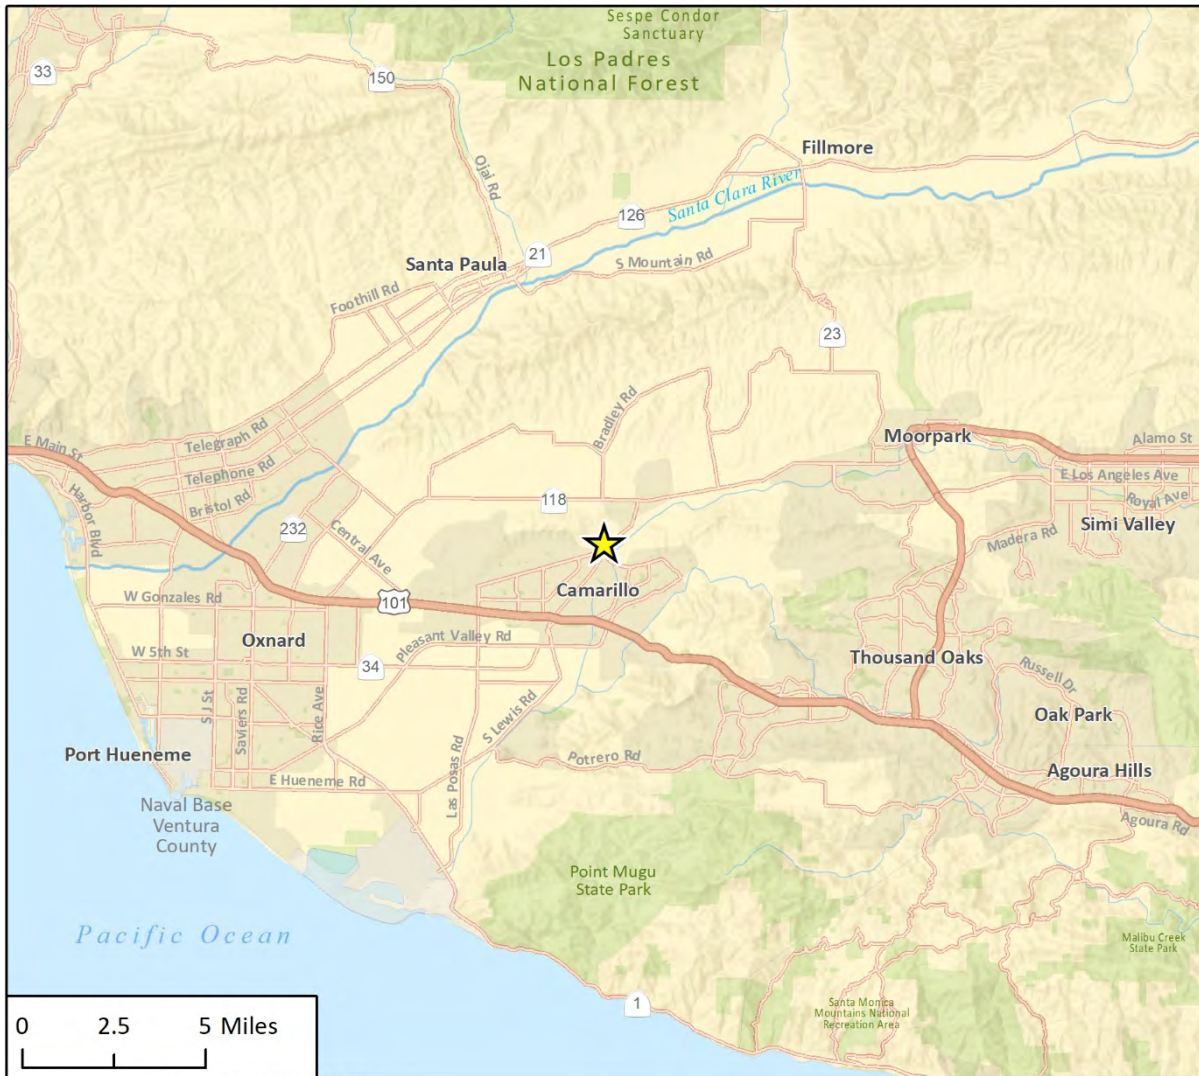 Sespe Condor
Sanctuary
Los Padres
National Forest
33
150
Fillmore
Ojai Rd
Santa Clara River
126
21
Santa Paula
S Mountain Rd
Foothill Rd
23
Bradley Rd
Telegraph Rd
E Main St
Moorpark
Alamo St
Telephone Rd
E Los Angeles Ave
Harbor Blvd
Bristol Rd
118
Royal Ave
232
Central Ave
Simi Valley
Madera Rd
Camarillo
W Gonzales Rd
101
Oxnard
Pleasant Valley Rd
W 5th St
34
Thousand Oaks
Russell Dr
S J St
Saviers Rd
Rice Ave
S Lewis Rd
Oak Park
Port Hueneme
Potrero Rd
Las Posas Rd
E Hueneme Rd
Agoura Hills
Naval Base
Ventura
County
Agoura Rd
Point Mugu
State Park
Pacific Ocean
Malibu Creek
State Park
1
Santa Monica
Mountains National
Recreation Area
0 2.5 5 Miles